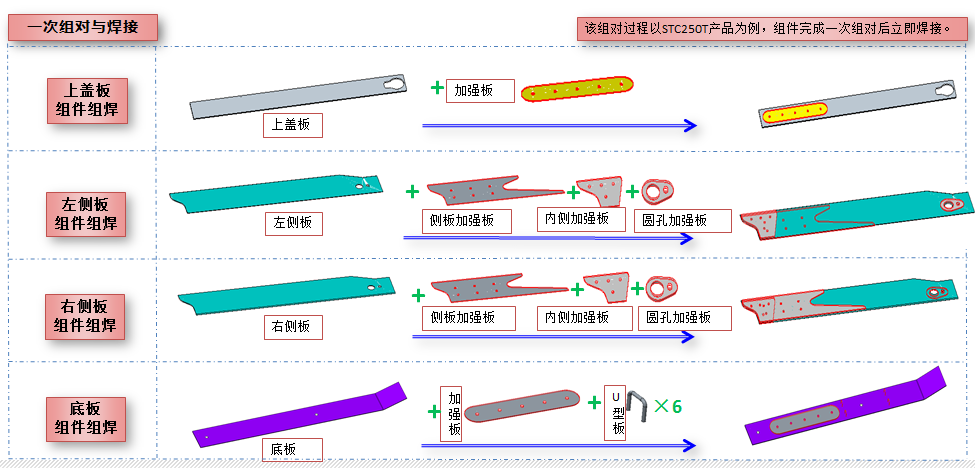 一次组对与焊接
该组对过程以STC250T产品为例，组件完成一次组对后立即焊接。
上盖板
组件组焊
上盖板
+
加强板
左侧板
组件组焊
左侧板
+
侧板加强板
+
内侧加强板
+
圆孔加强板
右侧板
组件组焊
右侧板
+
侧板加强板
+
内侧加强板
+
圆孔加强板
底板
组件组焊
底板
+
加
强
板
+
U
型
板
×6